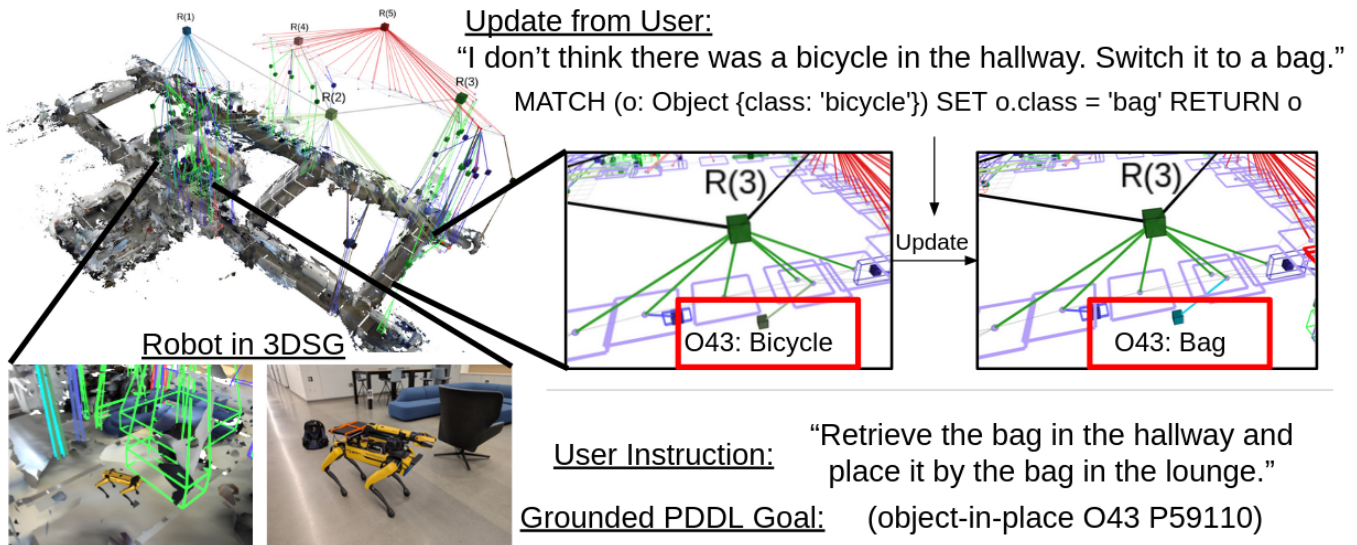 R(1)
R(4)
R(5)
R(2)
R(3)
Update from User:
“I don’t think there was a bicycle in the hallway. Switch it to a bag.”
MATCH (o: Object {class: 'bicycle'}) SET o.class = 'bag' RETURN o
R(3)
O43: Bicycle
Update
R(3)
O43: Bag
Robot in 3DSG
User Instruction:
“Retrieve the bag in the hallway and
place it by the bag in the lounge.”
Grounded PDDL Goal:
(object-in-place O43 P59110)